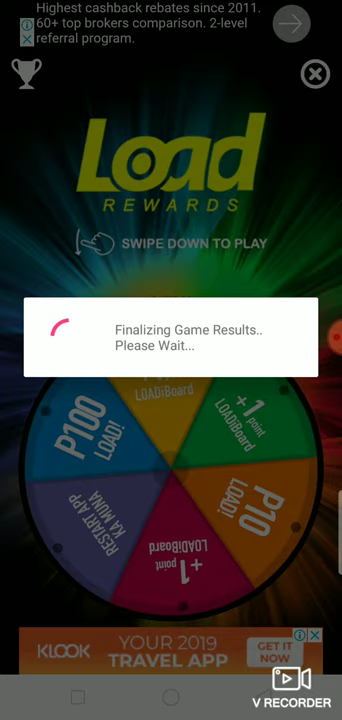 Highest cashback rebates since 2011.
60+ top brokers comparison. 2-level
referral program.
Load
REWARDS
SWIPE DOWN TO PLAY
Finalizing Game Results..
Please Wait...
LOADiBoard
+1
point
LOADiBoard
P100
LOAD!
P10
LOAD!
RESTART APP
KA MUNA
+1
point
LOADiBoard
KLOOK
YOUR 2019
TRAVEL APP
GET IT
NOW
V RECORDER